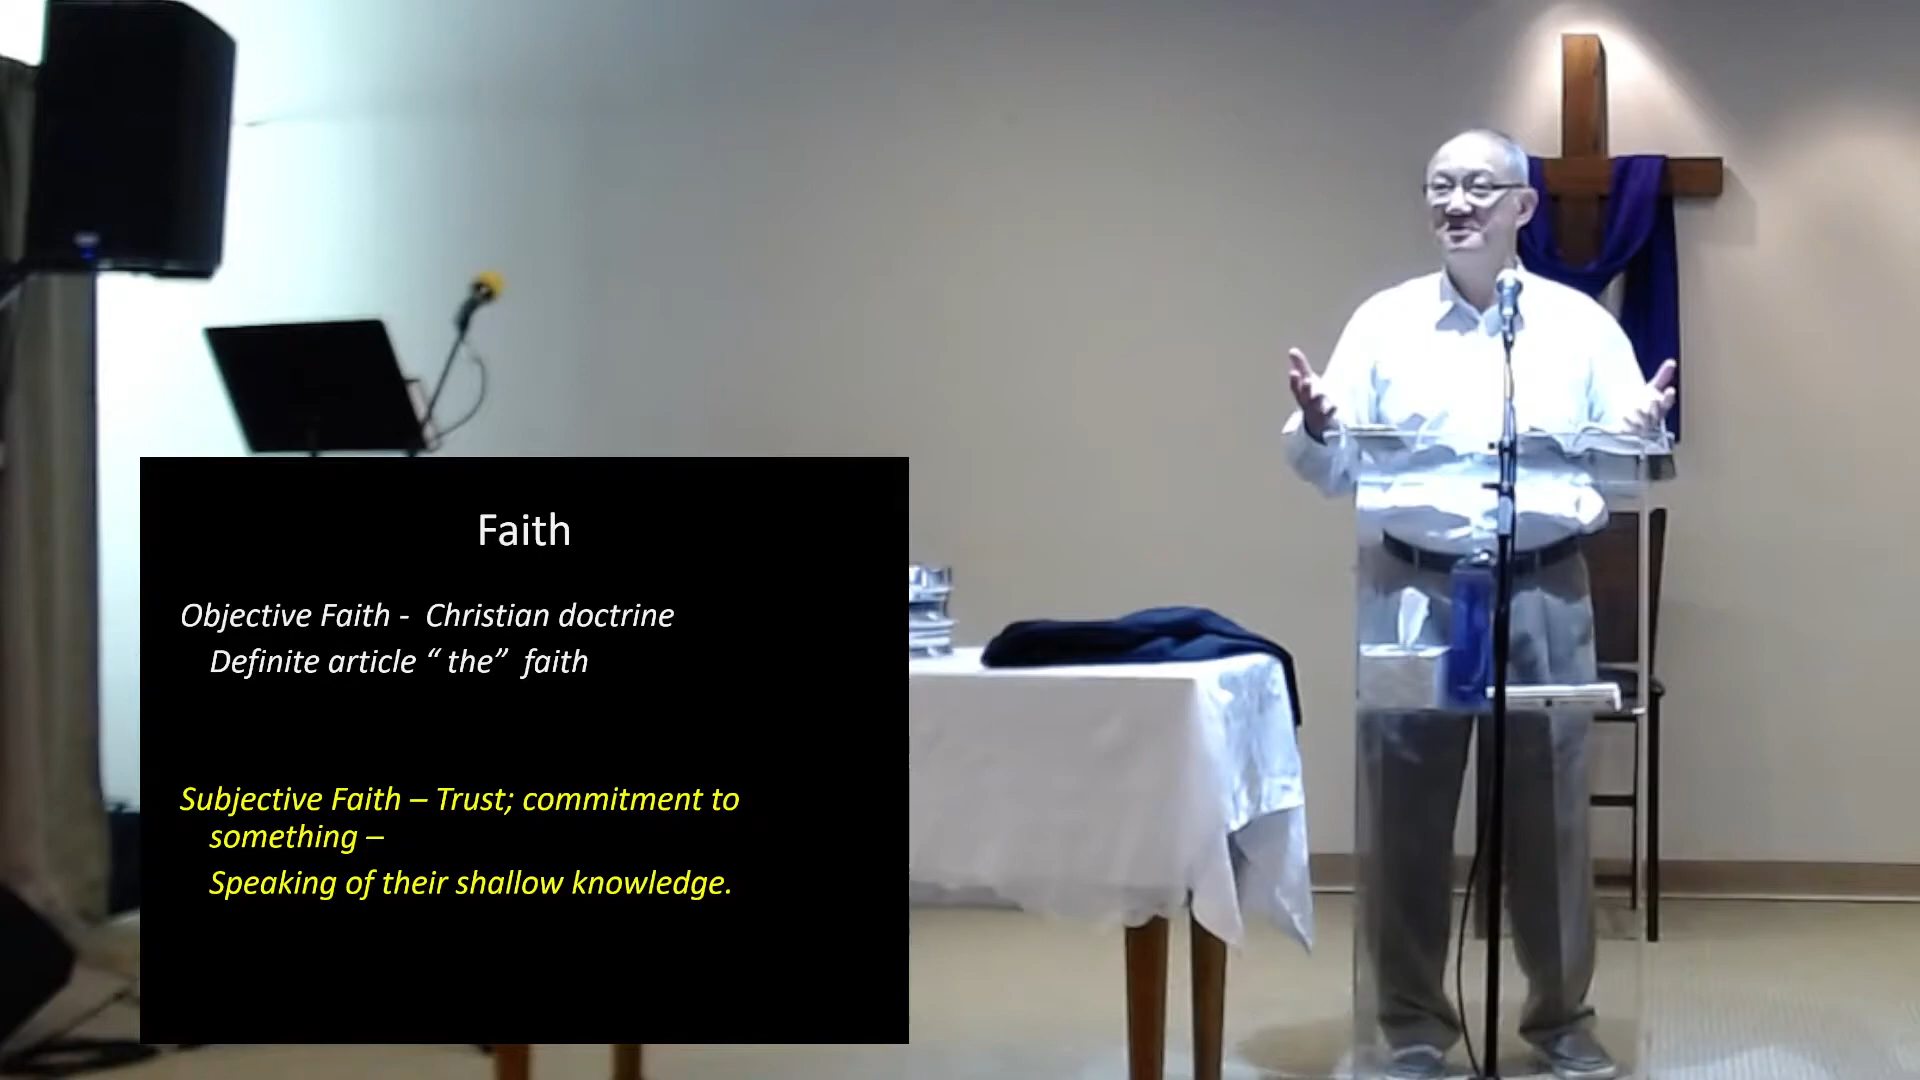 Faith
Objective Faith -  Christian doctrine
Definite article “ the”  faith
Subjective Faith – Trust; commitment to
something –
Speaking of their shallow knowledge.